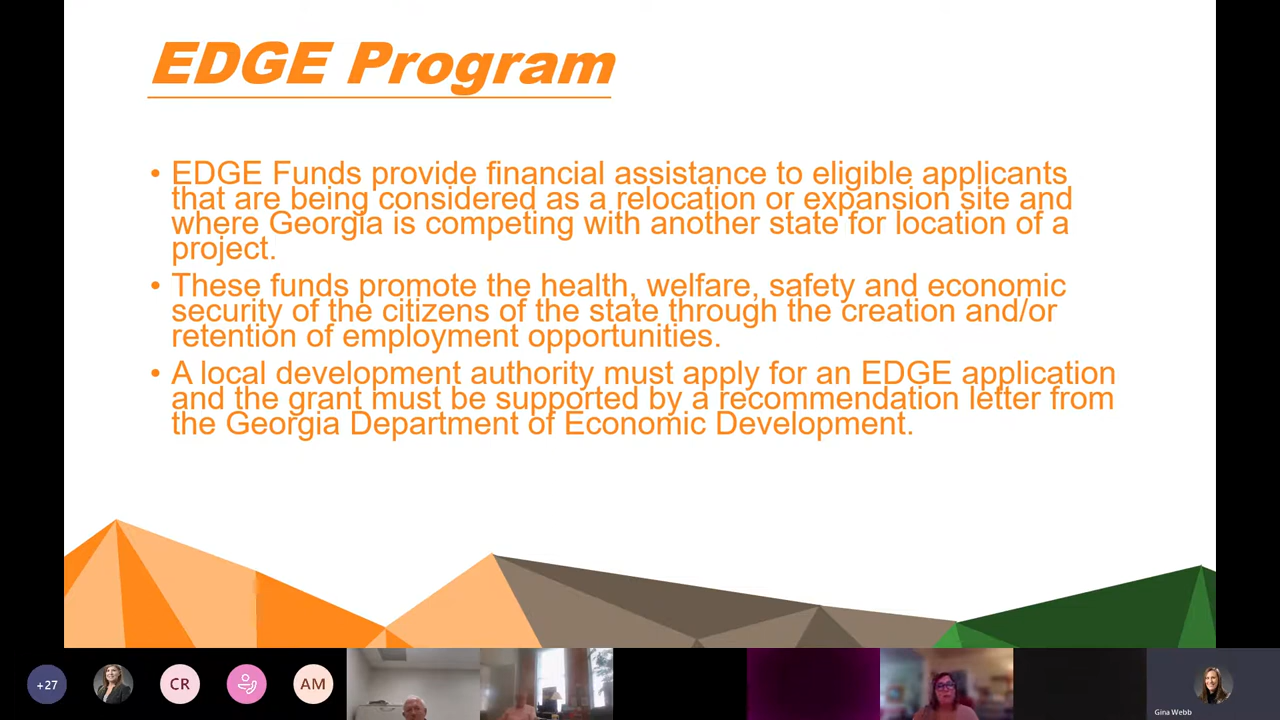 EDGE Program
• EDGE Funds provide financial assistance to eligible applicants
that are being considered as a relocation or expansion site and
where Georgia is competing with another state for location of a
project.
• These funds promote the health, welfare, safety and economic
security of the citizens of the state through the creation and/or
retention of employment opportunities.
• A local development authority must apply for an EDGE application
and the grant must be supported by a recommendation letter from
the Georgia Department of Economic Development.
+27
CR
AM
Gina Webb